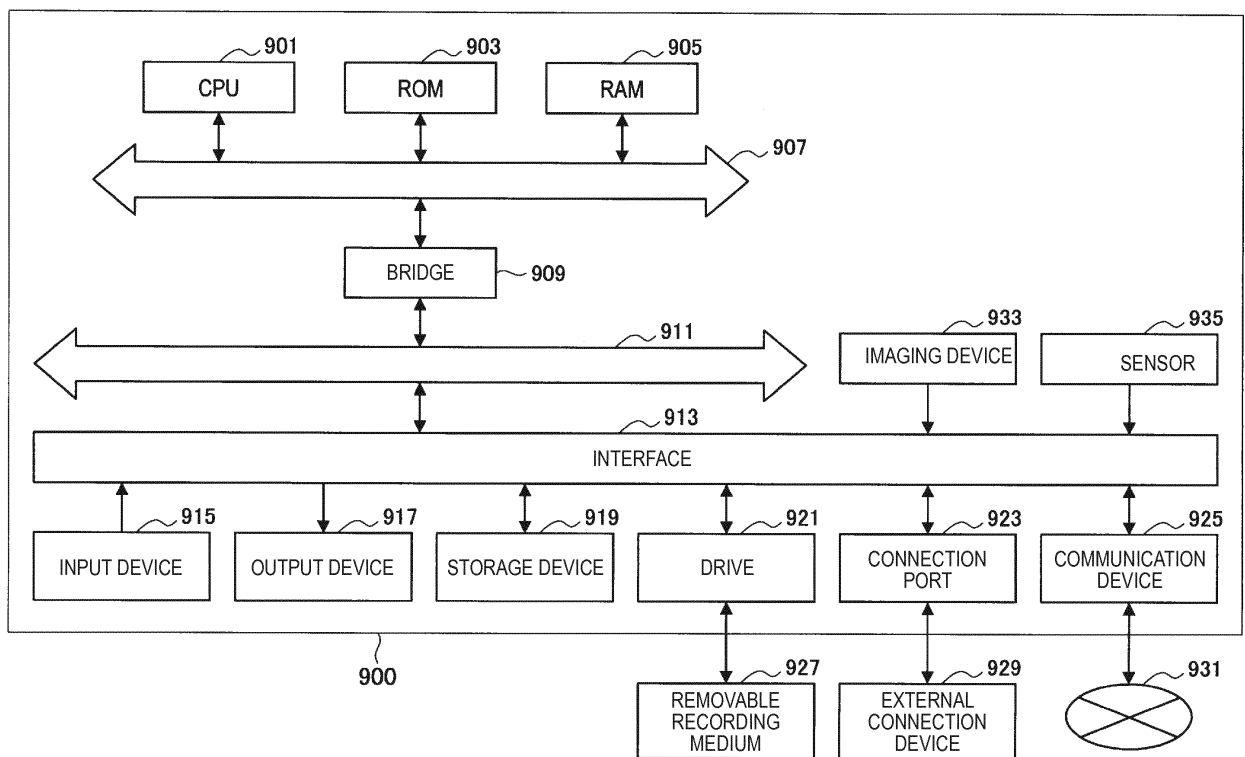 901
903
905
CPU
ROM
RAM
907
BRIDGE
909
911
933
935
IMAGING DEVICE
SENSOR
913
INTERFACE
915
917
919
921
923
925
INPUT DEVICE
OUTPUT DEVICE
STORAGE DEVICE
DRIVE
CONNECTION
PORT
COMMUNICATION
DEVICE
900
927
929
931
REMOVABLE
RECORDING
MEDIUM
EXTERNAL
CONNECTION
DEVICE